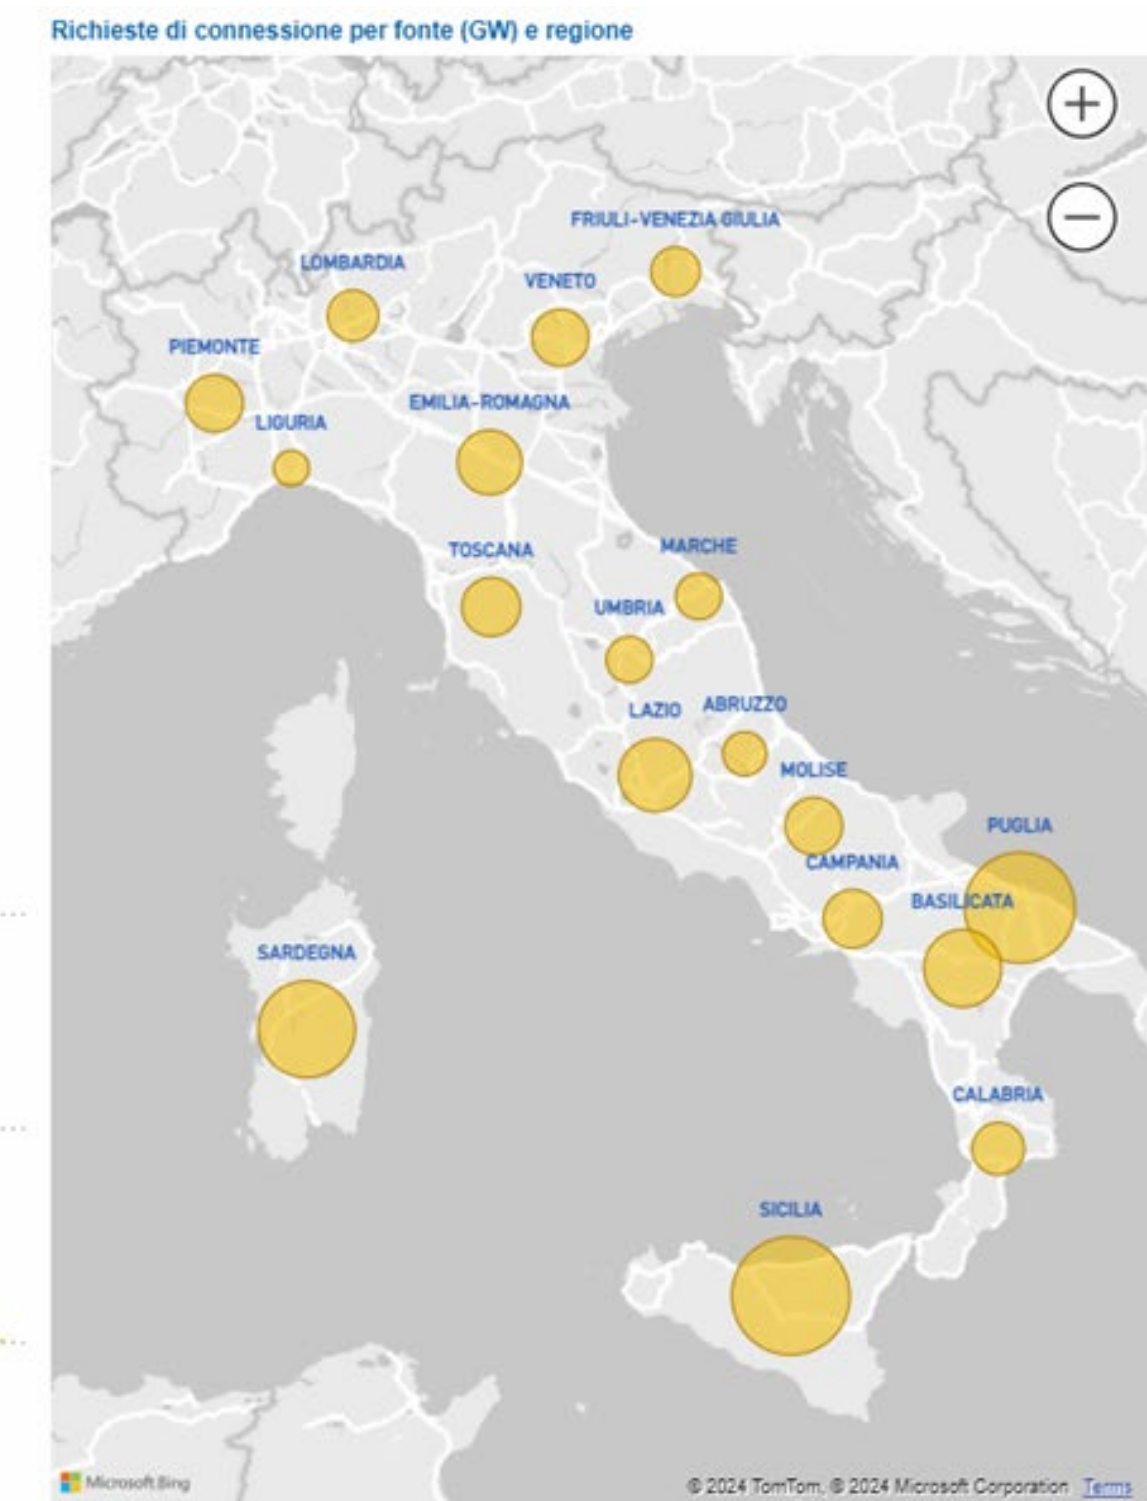 Richieste di connessione per fonte (GW) e regione
FRIULI-VENEZIA GIULIA
LOMBARDIA
VENETO
PIEMONTE
EMILIA-ROMAGNA
LIGURIA
TOSCANA
MARCHE
UMBRIA
LAZIO
ABRUZZO
MOLISE
PUGLIA
CAMPANIA
BASILICATA
SARDEGNA
CALABRIA
SICILIA
Microsoft Bing
© 2024 TomTom, © 2024 Microsoft Corporation Terms